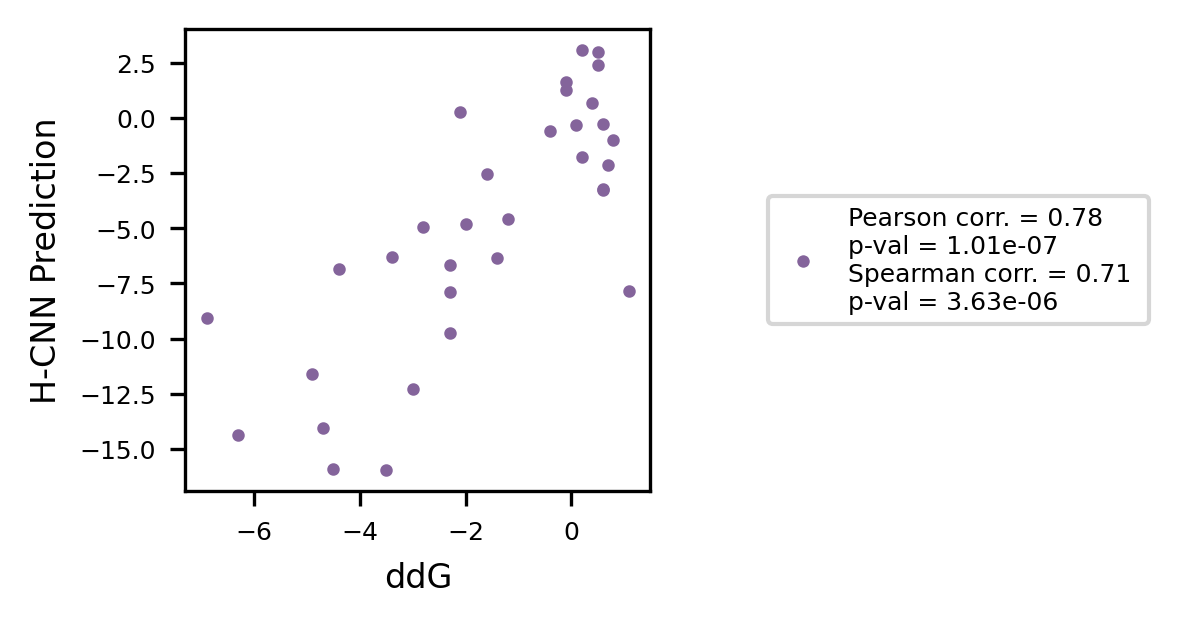 H-CNN Prediction
2.5
0.0
−2.5
−5.0
−7.5
−10.0
−12.5
−15.0
−6
−4
−2
0
ddG
Pearson corr. = 0.78
p-val = 1.01e-07
Spearman corr. = 0.71
p-val = 3.63e-06